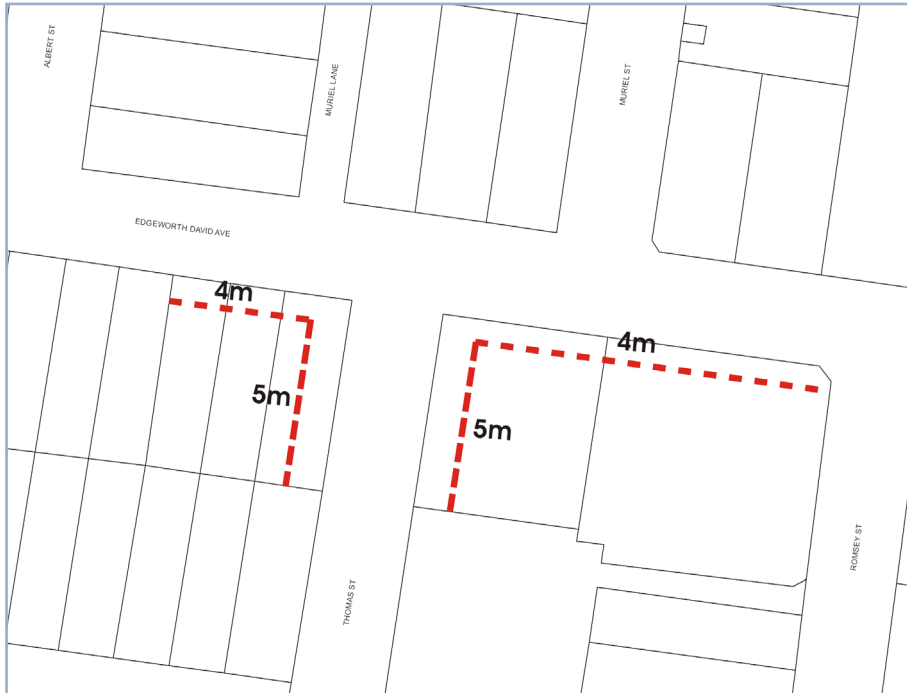 ALBERT ST
MURIEL LANE
MURIEL ST
EDGEWORTH DAVID AVE
4m
5m
4m
5m
THOMAS ST
ROMSEY ST